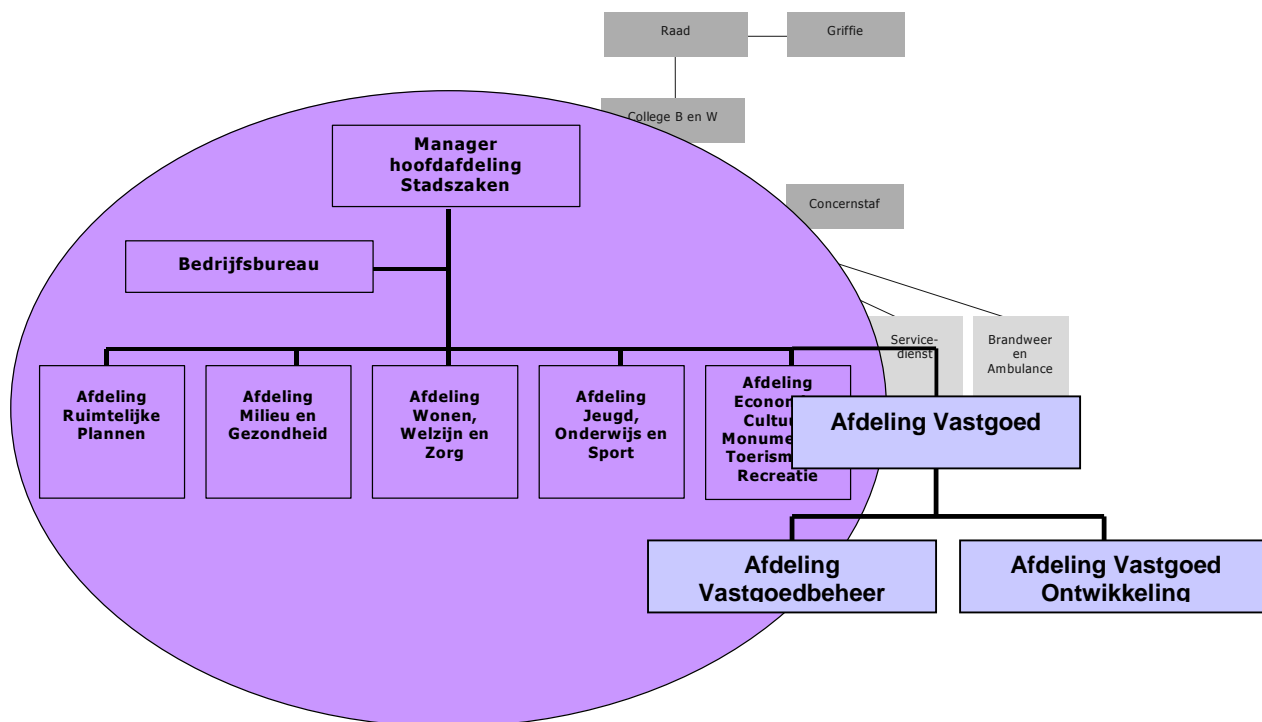 Raad
Griffie
College B en W
Manager
hoofdafdeling
Stadszaken
Concernstaf
Bedrijfsbureau
Service-
dienst
Brandweer
en
Ambulance
Afdeling
Ruimtelijke
Plannen
Afdeling
Milieu en
Gezondheid
Afdeling
Wonen,
Welzijn en
Zorg
Afdeling
Jeugd,
Onderwijs en
Sport
Afdeling
Recreatie
Afdeling Vastgoed
Afdeling
Vastgoedbeheer
Afdeling Vastgoed
Ontwikkeling